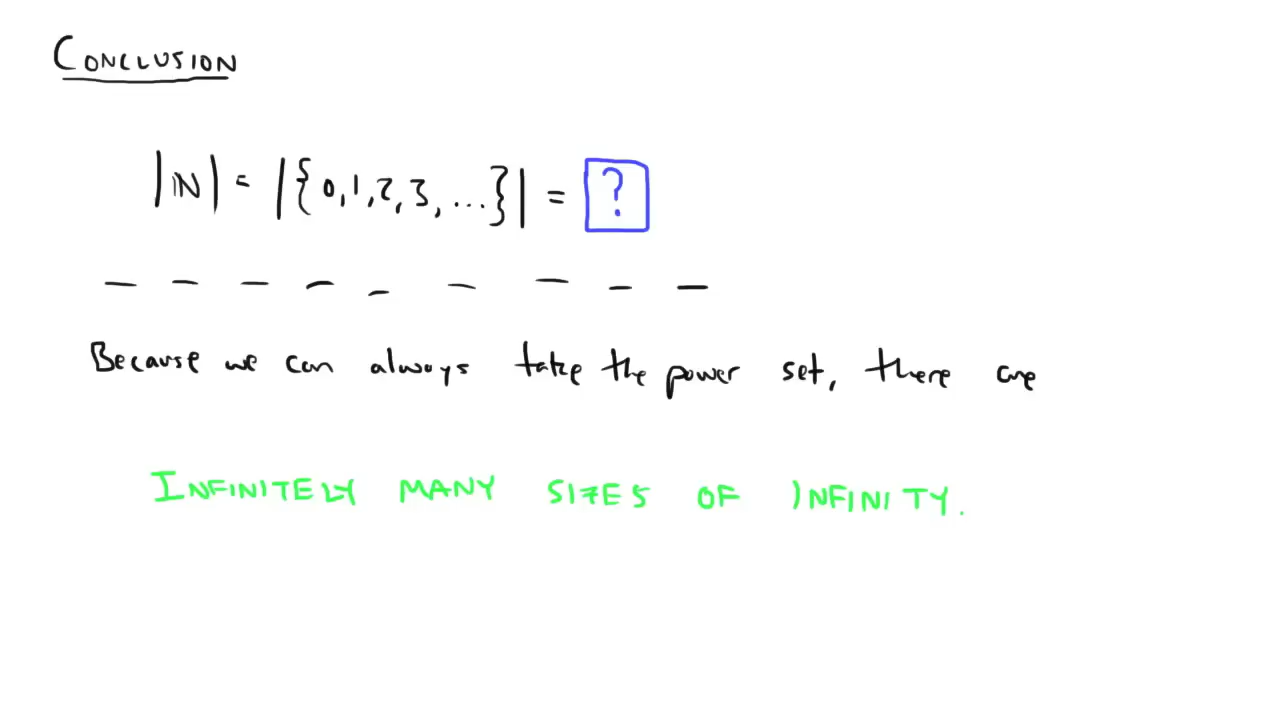 CONCLUSION
|ℕ| = |{0,1,2,3,...}| = ?
Because we can always take the power set, there are
INFINITELY MANY SIZES OF INFINITY.